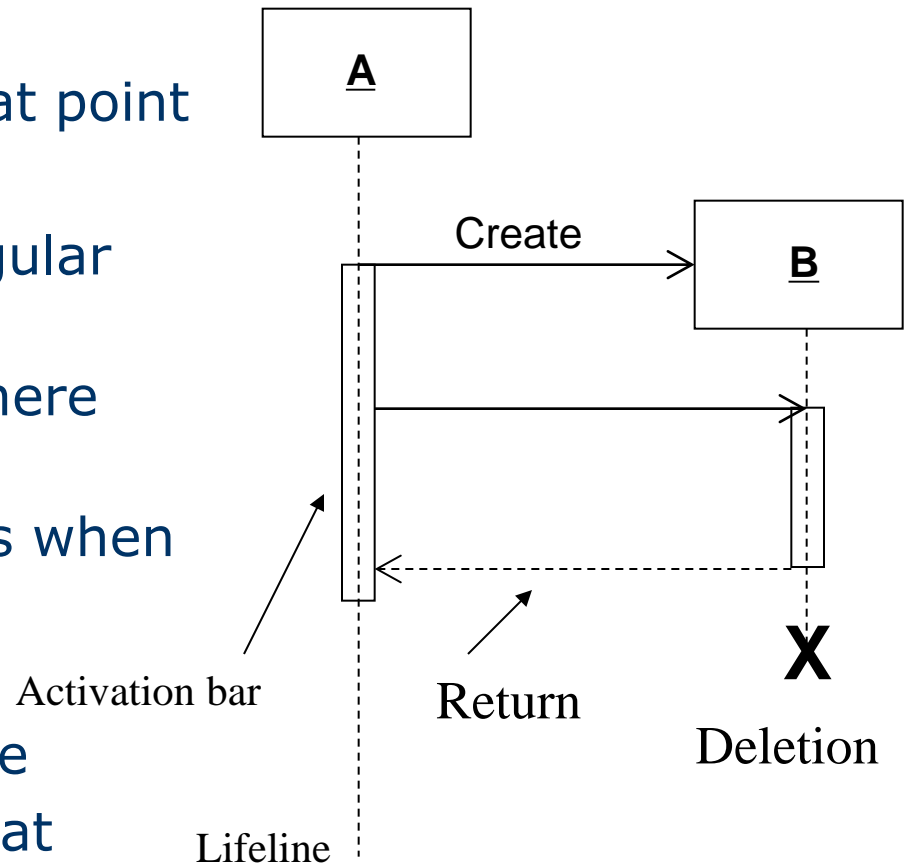 at point
gular
here
s when
e
at
A
Create
B
Activation bar
Return
X
Deletion
Lifeline